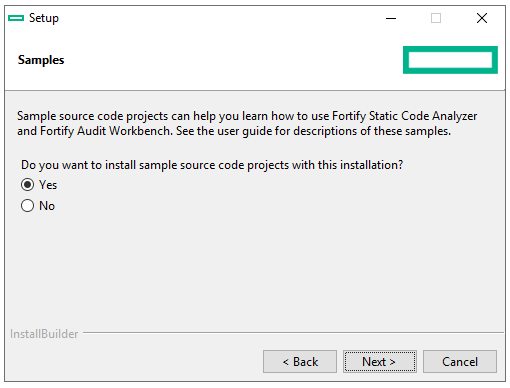 Setup
Samples
Sample source code projects can help you learn how to use Fortify Static Code Analyzer
and Fortify Audit Workbench. See the user guide for descriptions of these samples.
Do you want to install sample source code projects with this installation?
Yes
No
InstallBuilder
< Back
Next >
Cancel